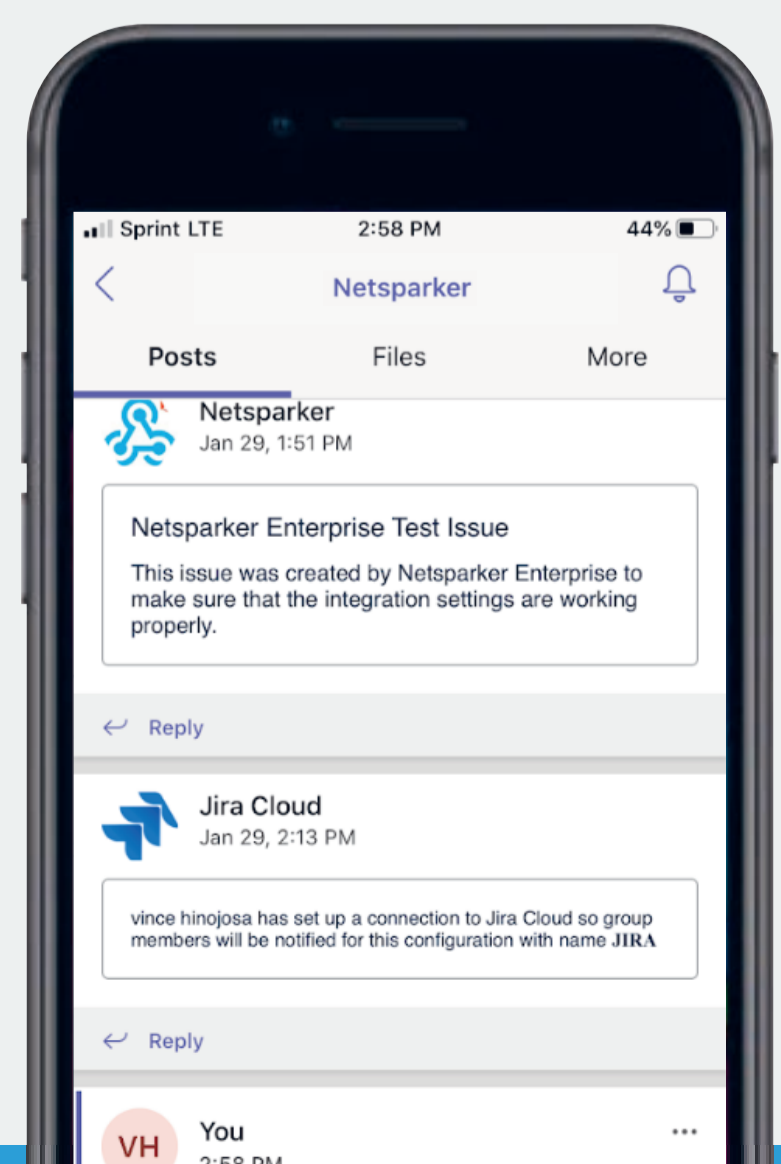 Sprint LTE 2:58 PM 44%
Netsparker
Posts Files More
Netsparker
Jan 29, 1:51 PM
Netsparker Enterprise Test Issue
This issue was created by Netsparker Enterprise to
make sure that the integration settings are working
properly.
Reply
Jira Cloud
Jan 29, 2:13 PM
vince hinojosa has set up a connection to Jira Cloud so group
members will be notified for this configuration with name JIRA
Reply
VH You
2:58 PM